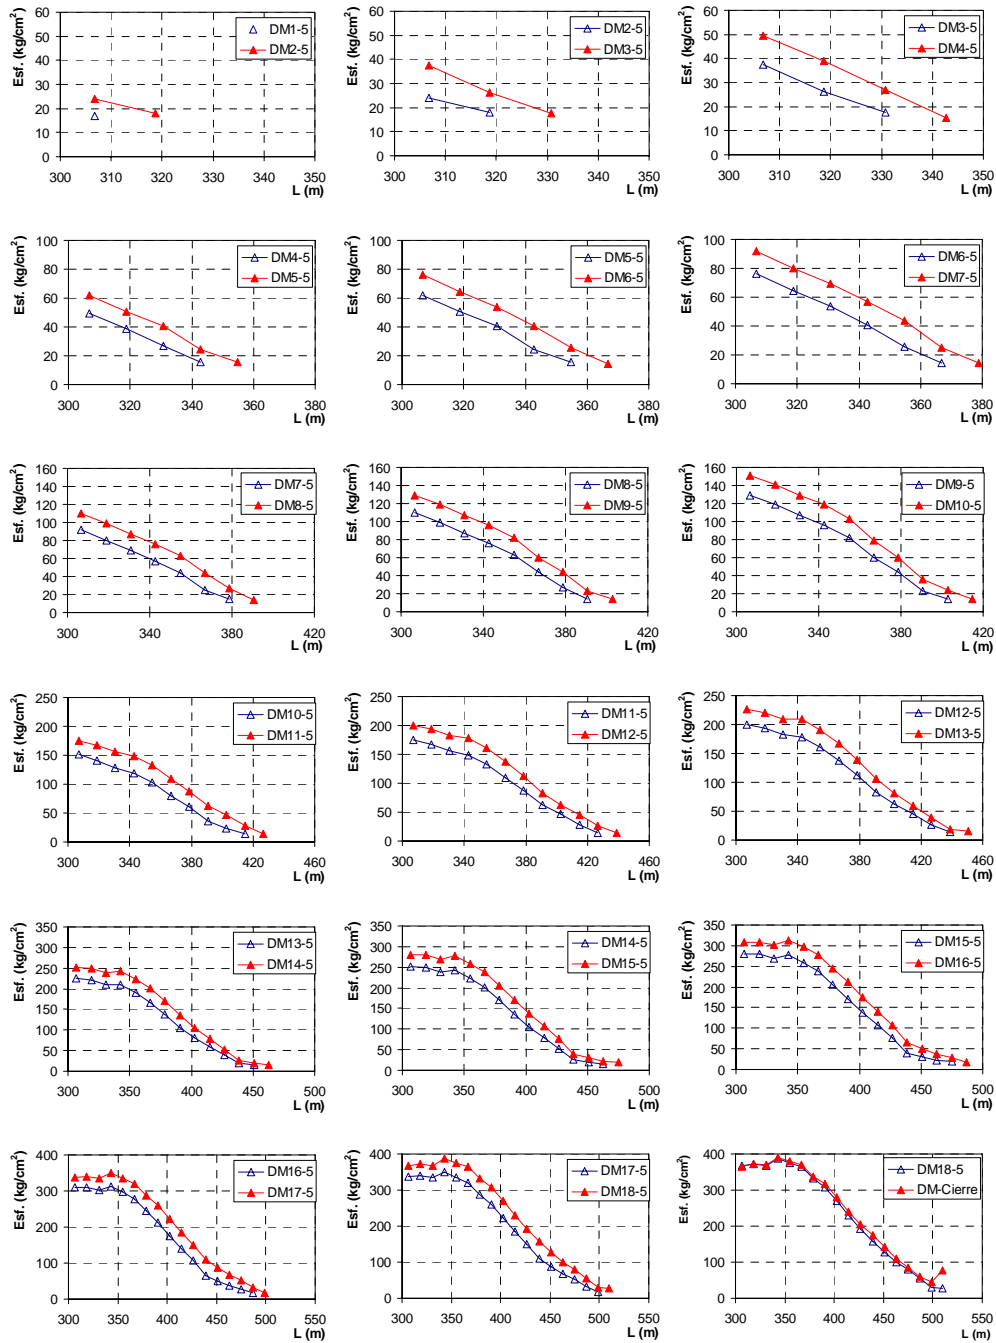 Esf. (kg/cm²)
60
50
40
30
20
10
0
DM1-5
DM2-5
300 310 320 330 340 350
L (m)
Esf. (kg/cm²)
60
50
40
30
20
10
0
DM2-5
DM3-5
300 310 320 330 340 350
L (m)
Esf. (kg/cm²)
60
50
40
30
20
10
0
DM3-5
DM4-5
300 310 320 330 340 350
L (m)
Esf. (kg/cm²)
100
80
60
40
20
0
DM4-5
DM5-5
300 320 340 360 380
L (m)
Esf. (kg/cm²)
100
80
60
40
20
0
DM5-5
DM6-5
300 320 340 360 380
L (m)
Esf. (kg/cm²)
100
80
60
40
20
0
DM6-5
DM7-5
300 320 340 360 380
L (m)
Esf. (kg/cm²)
160
140
120
100
80
60
40
20
0
DM7-5
DM8-5
300 340 380 420
L (m)
Esf. (kg/cm²)
160
140
120
100
80
60
40
20
0
DM8-5
DM9-5
300 340 380 420
L (m)
Esf. (kg/cm²)
160
140
120
100
80
60
40
20
0
DM9-5
DM10-5
300 340 380 420
L (m)
Esf. (kg/cm²)
250
200
150
100
50
0
DM10-5
DM11-5
300 340 380 420 460
L (m)
Esf. (kg/cm²)
250
200
150
100
50
0
DM11-5
DM12-5
300 340 380 420 460
L (m)
Esf. (kg/cm²)
250
200
150
100
50
0
DM12-5
DM13-5
300 340 380 420 460
L (m)
Esf. (kg/cm²)
350
300
250
200
150
100
50
0
DM13-5
DM14-5
300 350 400 450 500
L (m)
Esf. (kg/cm²)
350
300
250
200
150
100
50
0
DM14-5
DM15-5
300 350 400 450 500
L (m)
Esf. (kg/cm²)
350
300
250
200
150
100
50
0
DM15-5
DM16-5
300 350 400 450 500
L (m)
Esf. (kg/cm²)
400
300
200
100
0
DM16-5
DM17-5
300 350 400 450 500 550
L (m)
Esf. (kg/cm²)
400
300
200
100
0
DM17-5
DM18-5
300 350 400 450 500 550
L (m)
Esf. (kg/cm²)
400
300
200
100
0
DM18-5
DM-Cierre
300 350 400 450 500 550
L (m)